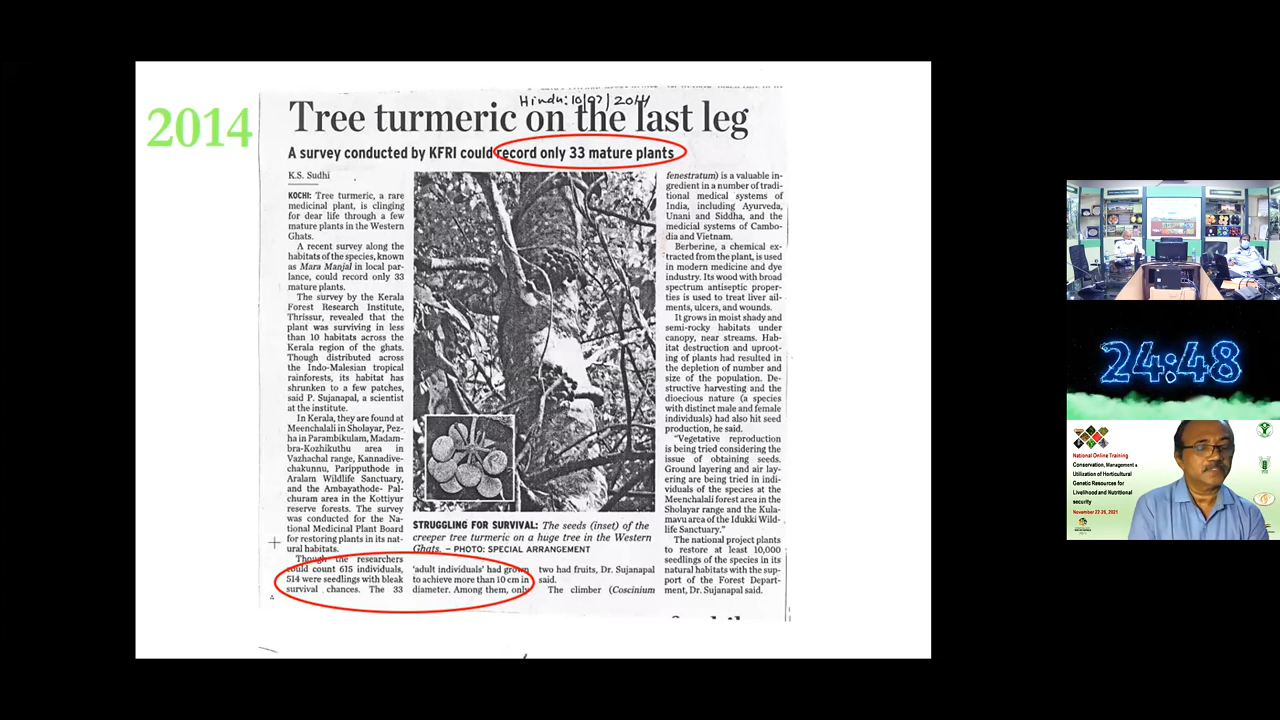 2014
Hindu: 10/07/2014
Tree turmeric on the last leg
A survey conducted by KFRI could record only 33 mature plants
K.S. Sudhi
KOCHI: Tree turmeric, a rare
medicinal plant, is clinging
for dear life through a few
mature plants in the Western
Ghats.
A recent survey along the
habitats of the species, known
as Mara Manjal in local par-
lance, could record only 33
mature plants.
The survey by the Kerala
Forest Research Institute,
Thrissur, revealed that the
plant was surviving in less
than 10 habitats across the
Kerala region of the ghats.
Though distributed across
the Indo-Malesian tropical
rainforests, its habitat has
shrunken to a few patches,
said P. Sujanapal, a scientist
at the institute.
In Kerala, they are found at
Meenchalali in Sholayar, Pez-
ha in Parambikulam, Madam-
bra-Kozhikuthu area in
Vazhachal range, Kannadive-
chakunnu, Paripputhode in
Aralam Wildlife Sanctuary,
and the Ambayathode- Pal-
churam area in the Kottiyur
reserve forests. The survey
was conducted for the Na-
tional Medicinal Plant Board
for restoring plants in its nat-
ural habitats.
Though the researchers
could count 615 individuals,
514 were seedlings with bleak
survival chances. The 33
STRUGGLING FOR SURVIVAL: The seeds (inset) of the
creeper tree turmeric on a huge tree in the Western
Ghats. – PHOTO: SPECIAL ARRANGEMENT
'adult individuals' had grown
to achieve more than 10 cm in
diameter. Among them, only
two had fruits, Dr. Sujanapal
said.
The climber (Coscinium
fenestratum) is a valuable in-
gredient in a number of tradi-
tional medical systems of
India, including Ayurveda,
Unani and Siddha, and the
medicial systems of Cambo-
dia and Vietnam.
Berberine, a chemical ex-
tracted from the plant, is used
in modern medicine and dye
industry. Its wood with broad
spectrum antiseptic proper-
ties is used to treat liver ail-
ments, ulcers, and wounds.
It grows in moist shady and
semi-rocky habitats under
canopy, near streams. Hab-
itat destruction and uproot-
ing of plants had resulted in
the depletion of number and
size of the population. De-
structive harvesting and the
dioecious nature (a species
with distinct male and female
individuals) had also hit seed
production, he said.
"Vegetative reproduction
is being tried considering the
issue of obtaining seeds.
Ground layering and air lay-
ering are being tried in indi-
viduals of the species at the
Meenchalali forest area in the
Sholayar range and the Kula-
mavu area of the Idukki Wild-
life Sanctuary."
The national project plants
to restore at least 10,000
seedlings of the species in its
natural habitats with the sup-
port of the Forest Depart-
ment, Dr. Sujanapal said.
24:48
National Online Training
Conservation, Management &
Utilization of Horticultural
Genetic Resources for
Livelihood and Nutritional
security
November 22-26, 2021